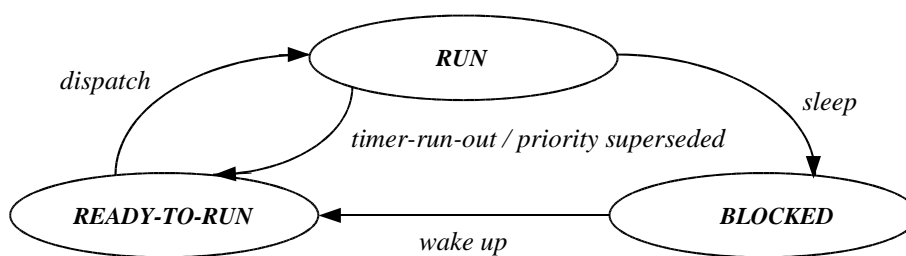 RUN
dispatch
sleep
timer-run-out / priority superseded
READY-TO-RUN
BLOCKED
wake up